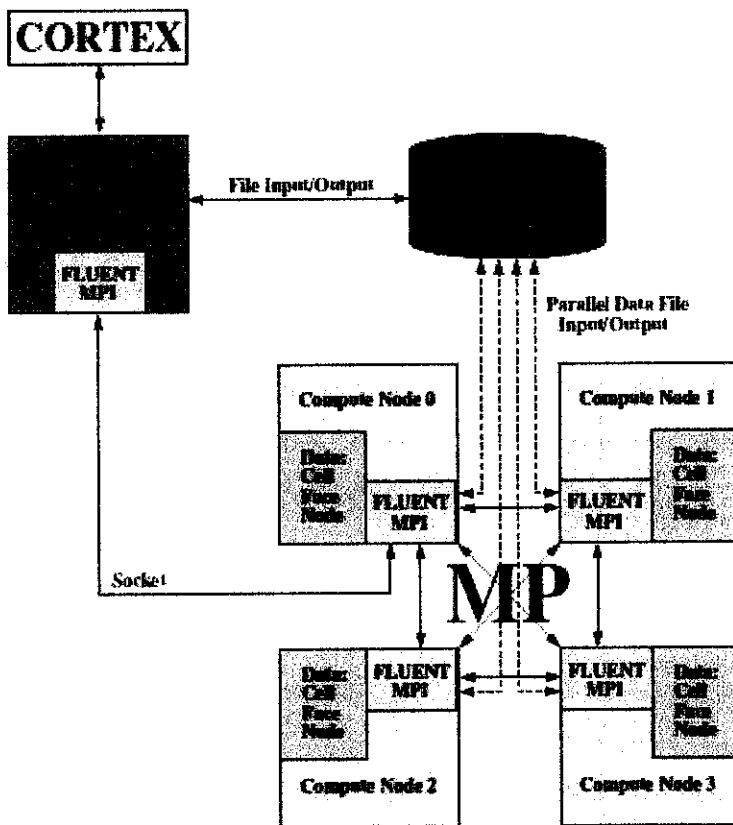 CORTEX
File Input/Output
FLUENT
MPI
Parallel Data File
Input/Output
Compute Node 0
Compute Node 1
Data:
Cell
Face
Node
FLUENT
MPI
FLUENT
MPI
Data:
Cell
Face
Node
MP
Socket
Data:
Cell
Face
Node
FLUENT
MPI
FLUENT
MPI
Data:
Cell
Face
Node
Compute Node 2
Compute Node 3